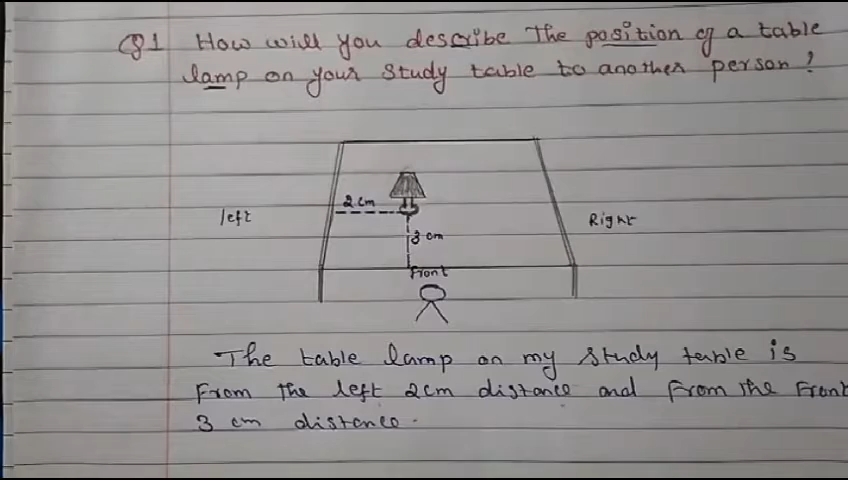 Q1 How will you describe the position of a table
lamp on your study table to another person?
2 cm
left
Right
3 cm
front
The table lamp on my study table is
From the left 2cm distance and from the front
3 cm distance.